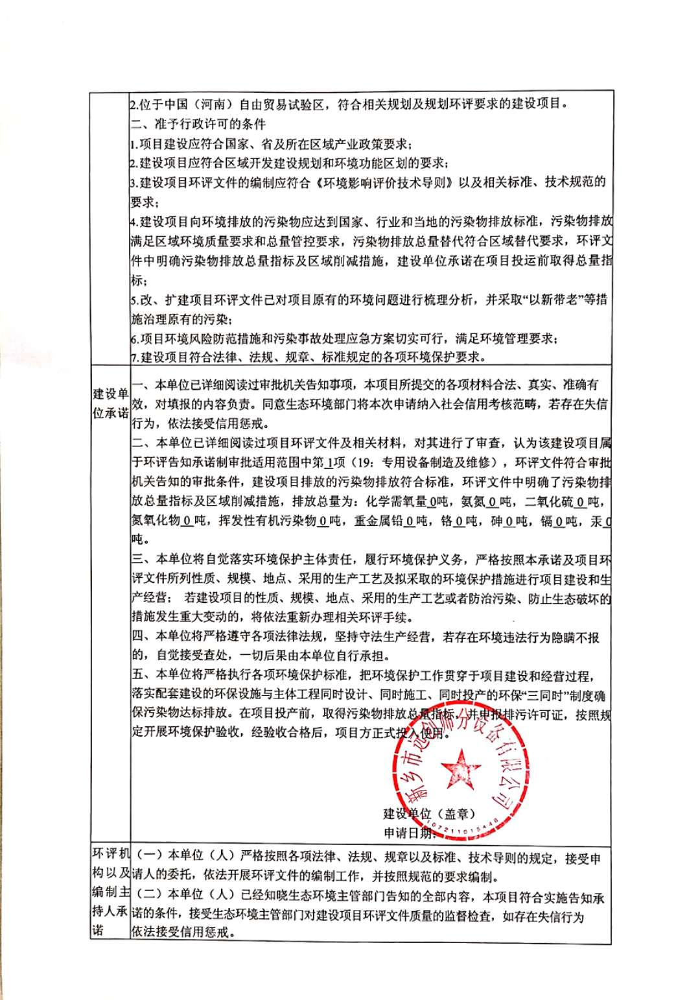 2.位于中国（河南）自由贸易试验区，符合相关规划及规划环评要求的建设项目。
二、准予行政许可的条件
1.项目建设应符合国家、省及所在区域产业政策要求；
2.建设项目应符合区域开发建设规划和环境功能区划的要求；
3.建设项目环评文件的编制应符合《环境影响评价技术导则》以及相关标准、技术规范的
要求；
4.建设项目向环境排放的污染物应达到国家、行业和当地的污染物排放标准，污染物排放
满足区域环境质量要求和总量管控要求，污染物排放总量替代符合区域替代要求，环评文
件中明确污染物排放总量指标及区域削减措施，建设单位承诺在项目投运前取得总量指
标；
5.改、扩建项目环评文件已对项目原有的环境问题进行梳理分析，并采取“以新带老”等措
施治理原有的污染；
6.项目环境风险防范措施和污染事故处理应急方案切实可行，满足环境管理要求；
7.建设项目符合法律、法规、规章、标准规定的各项环境保护要求。
建设单
位承诺
一、本单位已详细阅读过审批机关告知事项，本项目所提交的各项材料合法、真实、准确有
效，对填报的内容负责。同意生态环境部门将本次申请纳入社会信用考核范畴，若存在失信
行为，依法接受信用惩戒。
二、本单位已详细阅读过项目环评文件及相关材料，对其进行了审查，认为该建设项目属
于环评告知承诺制审批适用范围中第1项（19：专用设备制造及维修），环评文件符合审批
机关告知的审批条件，建设项目排放的污染物排放符合标准，环评文件中明确了污染物排
放总量指标及区域削减措施，排放总量为：化学需氧量0吨，氨氮0吨，二氧化硫0吨，
氮氧化物0吨，挥发性有机污染物0吨，重金属铅0吨，铬0吨，砷0吨，镉0吨，汞0
吨。
三、本单位将自觉落实环境保护主体责任，履行环境保护义务，严格按照本承诺及项目环
评文件所列性质、规模、地点、采用的生产工艺及拟采取的环境保护措施进行项目建设和生
产经营； 若建设项目的性质、规模、地点、采用的生产工艺或者防治污染、防止生态破坏的
措施发生重大变动的，将依法重新办理相关环评手续。
四、本单位将严格遵守各项法律法规，坚持守法生产经营，若存在环境违法行为隐瞒不报
的，自觉接受查处，一切后果由本单位自行承担。
五、本单位将严格执行各项环境保护标准，把环境保护工作贯穿于项目建设和经营过程，
落实配套建设的环保设施与主体工程同时设计、同时施工、同时投产的环保“三同时”制度确
保污染物达标排放。在项目投产前，取得污染物排放总量指标，并申报排污许可证，按照规
定开展环境保护验收，经验收合格后，项目方正式投入使用。
新乡市远创筛分设备有限公司
建设单位（盖章）
申请日期：
环评机
构以及
编制主
持人承
诺
（一）本单位（人）严格按照各项法律、法规、规章以及标准、技术导则的规定，接受申
请人的委托，依法开展环评文件的编制工作，并按照规范的要求编制。
（二）本单位（人）已经知晓生态环境主管部门告知的全部内容，本项目符合实施告知承
诺的条件，接受生态环境主管部门对建设项目环评文件质量的监督检查，如存在失信行为
依法接受信用惩戒。